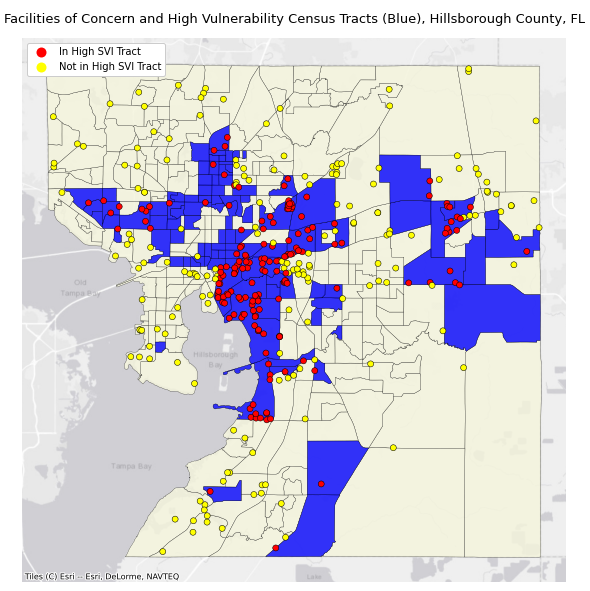 Facilities of Concern and High Vulnerability Census Tracts (Blue), Hillsborough County, FL
In High SVI Tract
Not in High SVI Tract
Old
Tampa Bay
Hillsborough
Bay
Tampa Bay
Tiles (C) Esri -- Esri, DeLorme, NAVTEQ
Lake